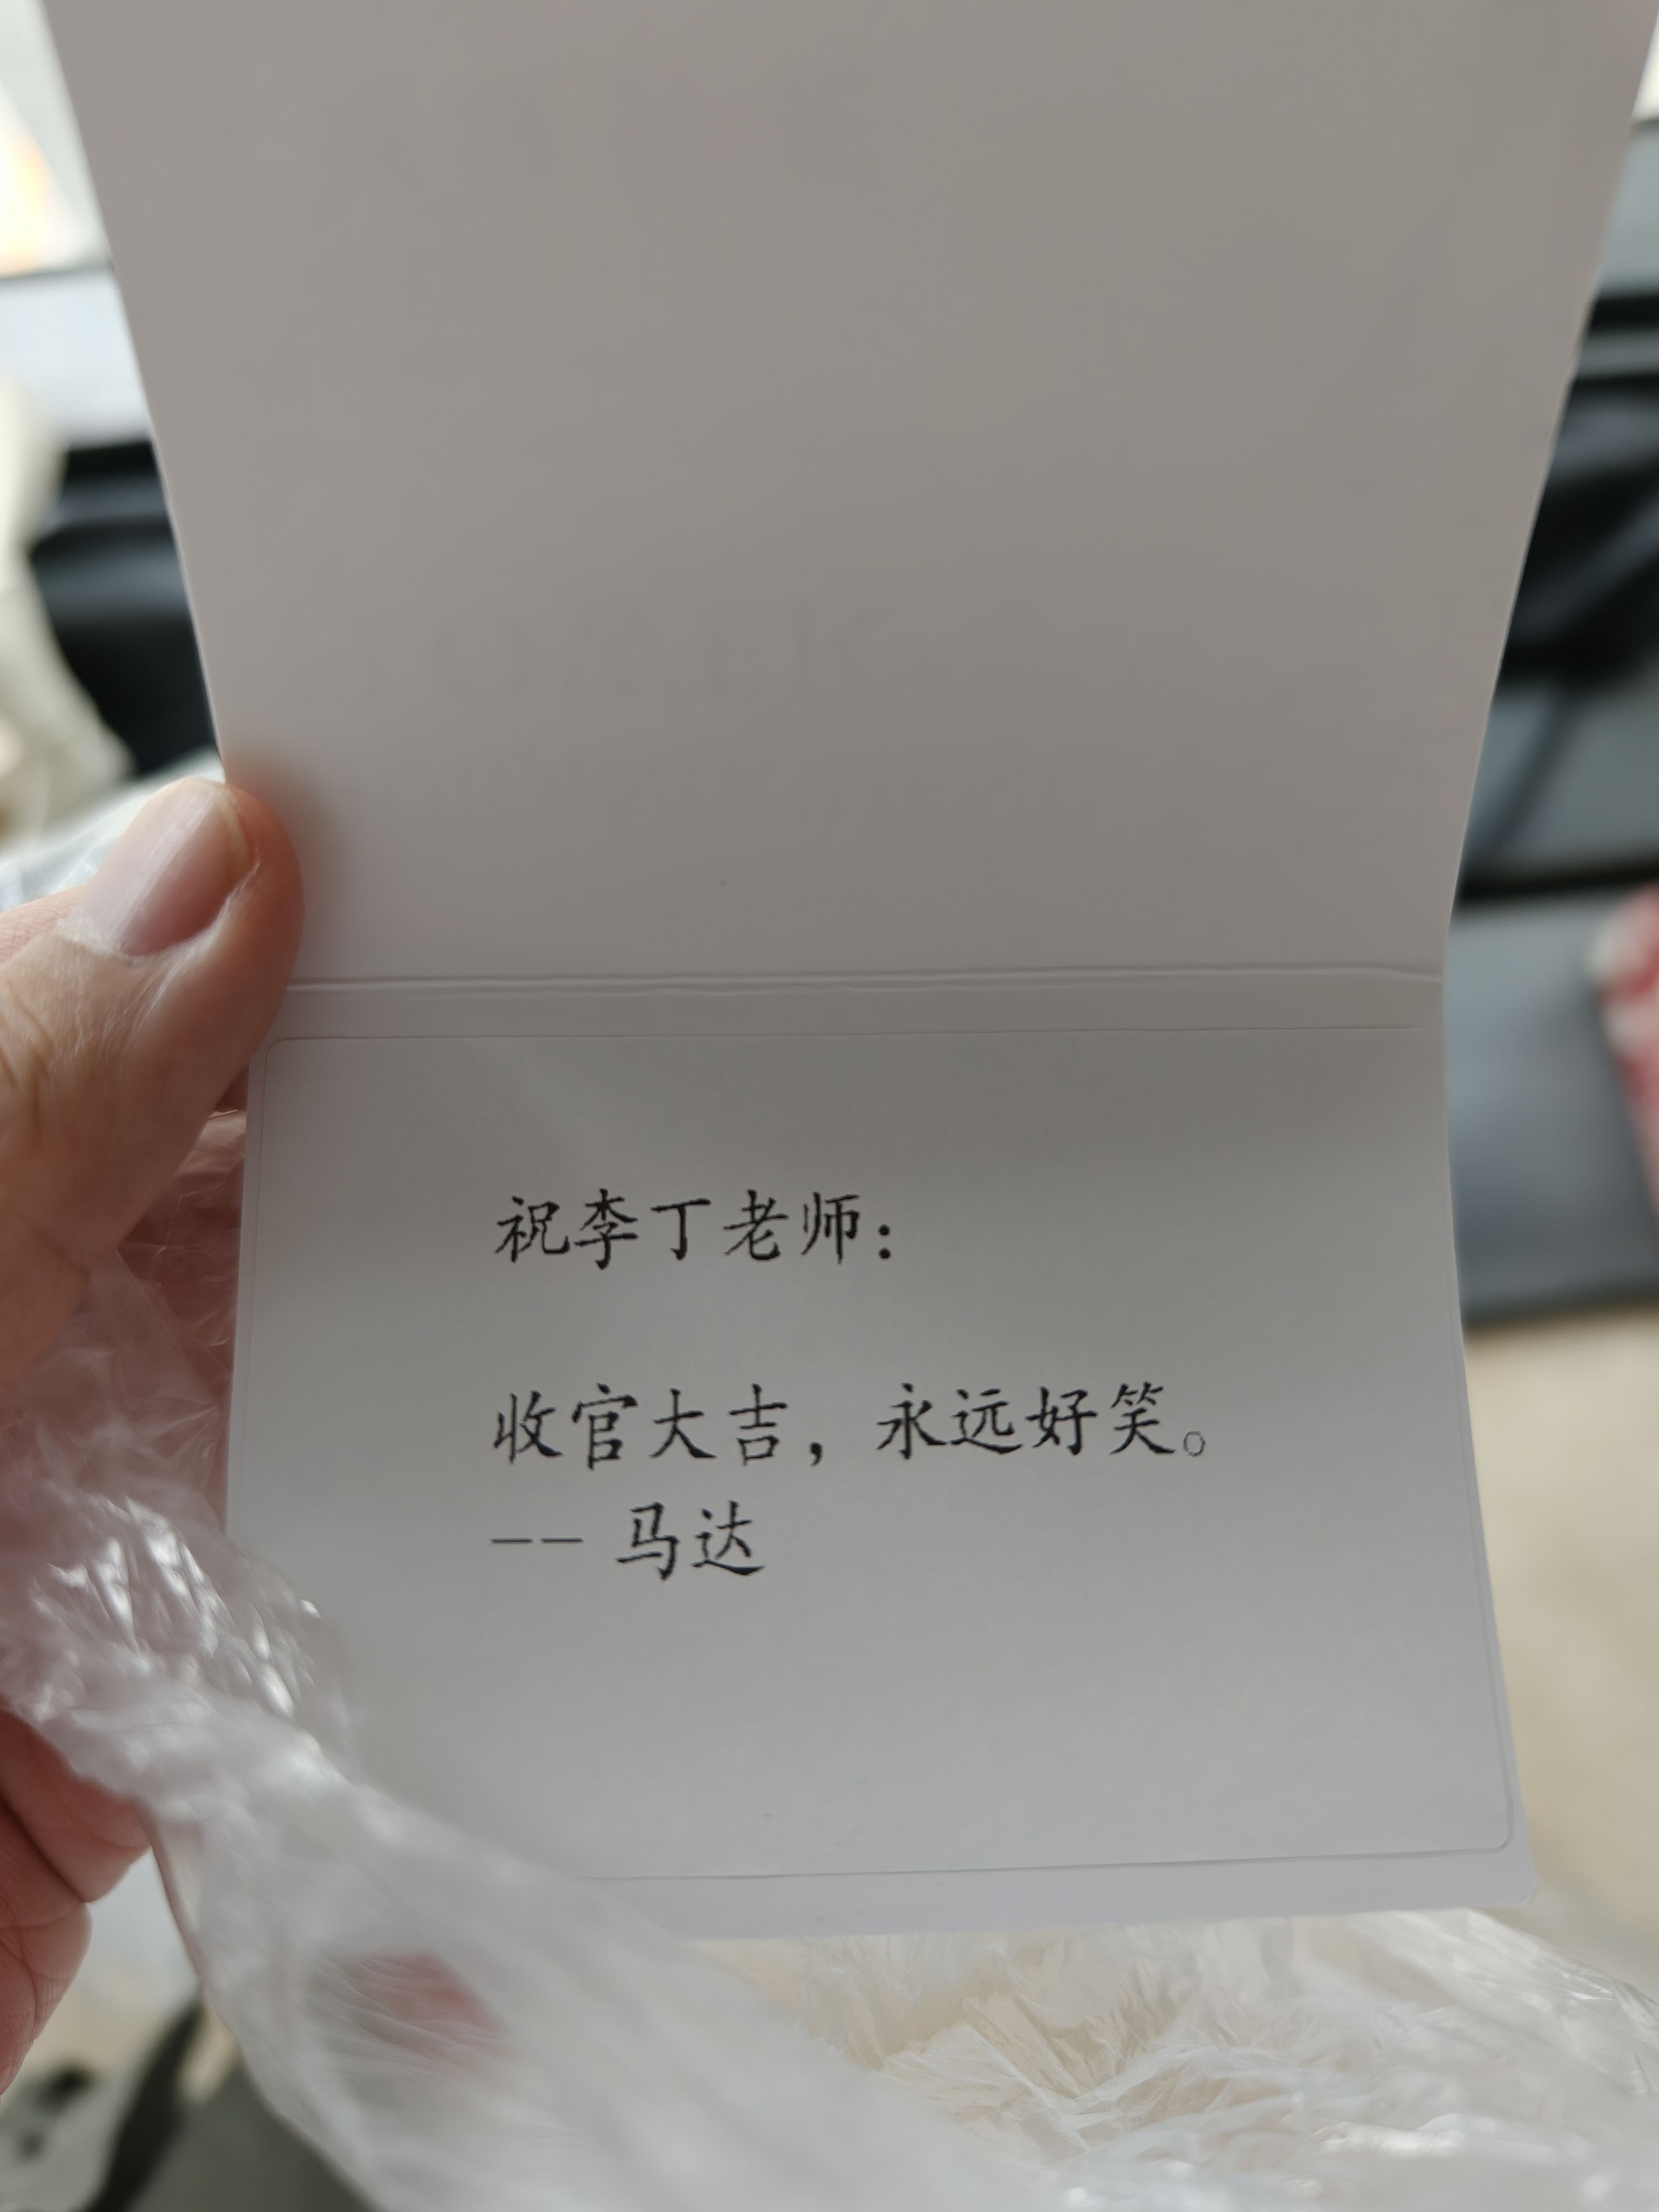 祝李丁老师：
收官大吉，永远好笑。
-- 马达